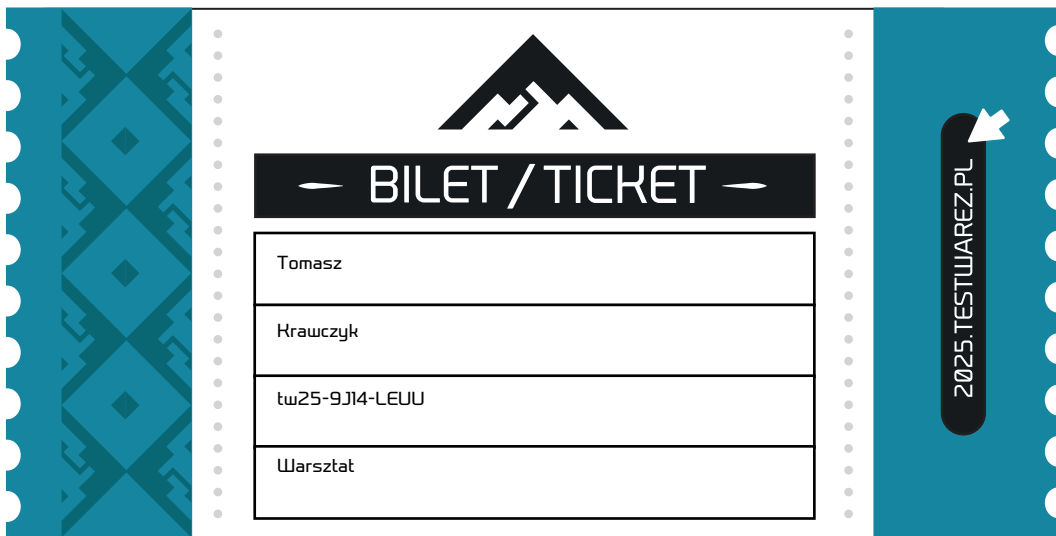 BILET / TICKET
Tomasz
Krawczyk
tw25-9J14-LEUU
Warsztat
2025.TESTWAREZ.PL